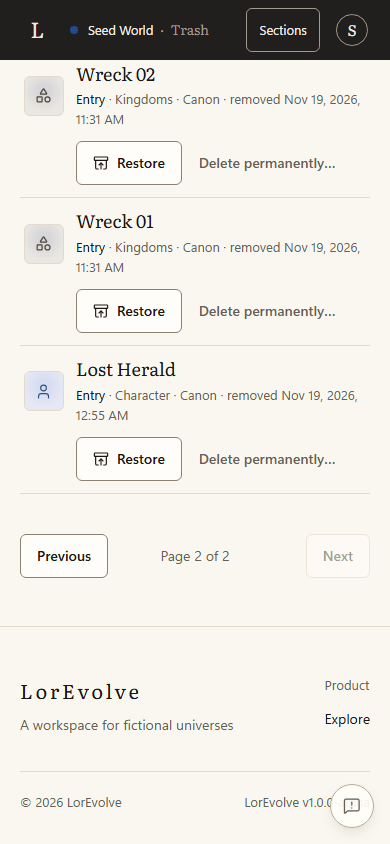 L Seed World · Trash Sections S
Wreck 02
Entry · Kingdoms · Canon · removed Nov 19, 2026,
11:31 AM
Restore Delete permanently...
Wreck 01
Entry · Kingdoms · Canon · removed Nov 19, 2026,
11:31 AM
Restore Delete permanently...
Lost Herald
Entry · Character · Canon · removed Nov 19, 2026,
12:55 AM
Restore Delete permanently...
Previous Page 2 of 2 Next
LorEvolve Product
A workspace for fictional universes Explore
© 2026 LorEvolve LorEvolve v1.0.0